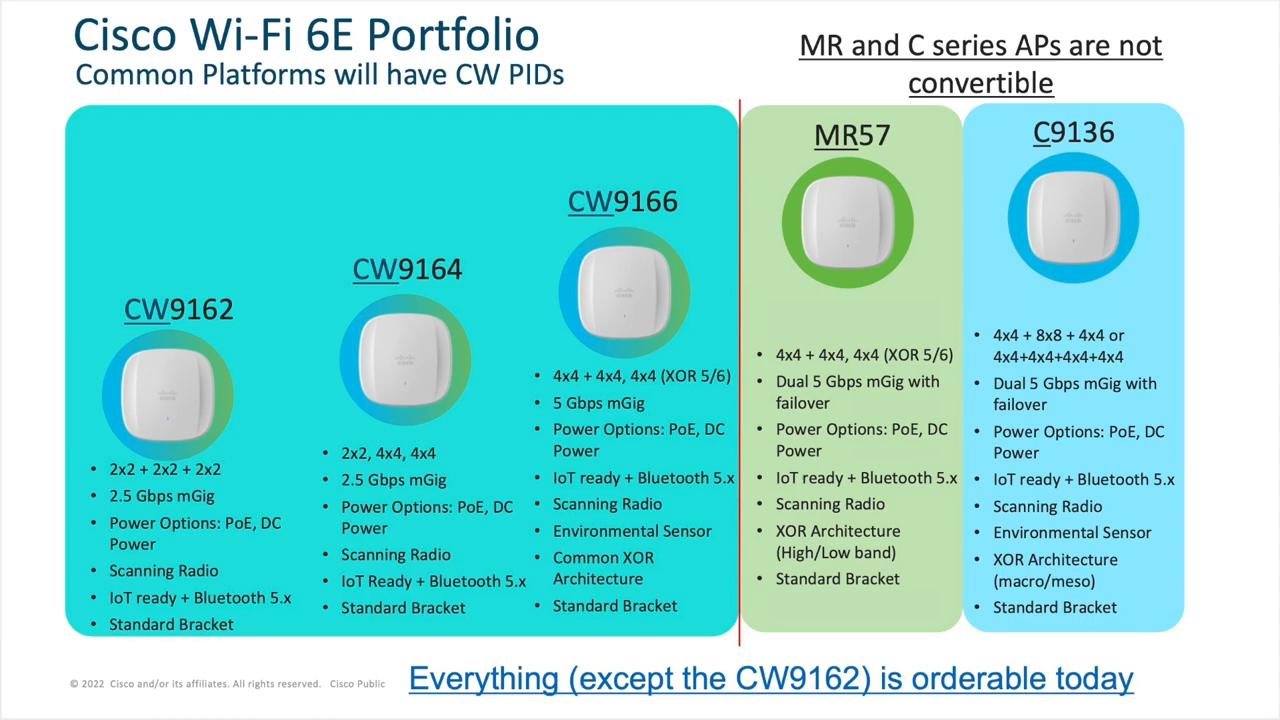 Cisco Wi-Fi 6E Portfolio
Common Platforms will have CW PIDs
MR and C series APs are not
convertible
CW9162
• 2x2 + 2x2 + 2x2
• 2.5 Gbps mGig
• Power Options: PoE, DC
Power
• Scanning Radio
• IoT ready + Bluetooth 5.x
• Standard Bracket
CW9164
• 2x2, 4x4, 4x4
• 2.5 Gbps mGig
• Power Options: PoE, DC
Power
• Scanning Radio
• IoT Ready + Bluetooth 5.x
• Standard Bracket
CW9166
• 4x4 + 4x4, 4x4 (XOR 5/6)
• 5 Gbps mGig
• Power Options: PoE, DC
Power
• IoT ready + Bluetooth 5.x
• Scanning Radio
• Environmental Sensor
• Common XOR
Architecture
• Standard Bracket
MR57
• 4x4 + 4x4, 4x4 (XOR 5/6)
• Dual 5 Gbps mGig with
failover
• Power Options: PoE, DC
Power
• IoT ready + Bluetooth 5.x
• Scanning Radio
• XOR Architecture
(High/Low band)
• Standard Bracket
C9136
• 4x4 + 8x8 + 4x4 or
4x4+4x4+4x4+4x4
• Dual 5 Gbps mGig with
failover
• Power Options: PoE, DC
Power
• IoT ready + Bluetooth 5.x
• Scanning Radio
• Environmental Sensor
• XOR Architecture
(macro/meso)
• Standard Bracket
© 2022 Cisco and/or its affiliates. All rights reserved. Cisco Public
Everything (except the CW9162) is orderable today